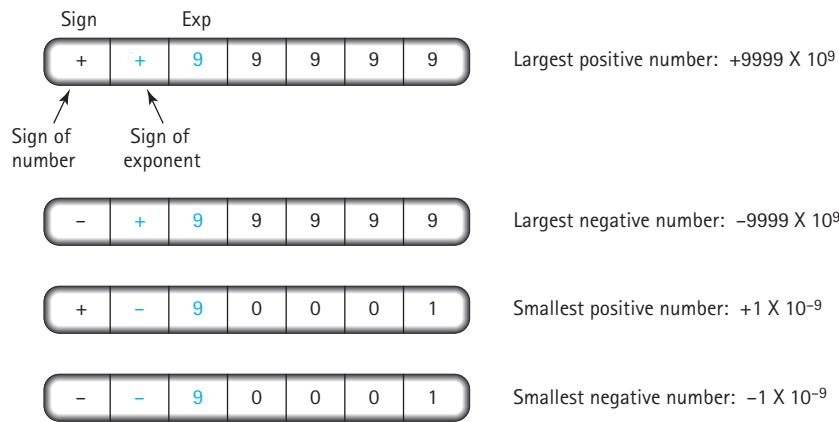 Sign Exp
+ + 9 9 9 9 9 Largest positive number: +9999 X 10⁹
Sign of number Sign of exponent
– + 9 9 9 9 9 Largest negative number: –9999 X 10⁹
+ – 9 0 0 0 1 Smallest positive number: +1 X 10⁻⁹
– – 9 0 0 0 1 Smallest negative number: –1 X 10⁻⁹